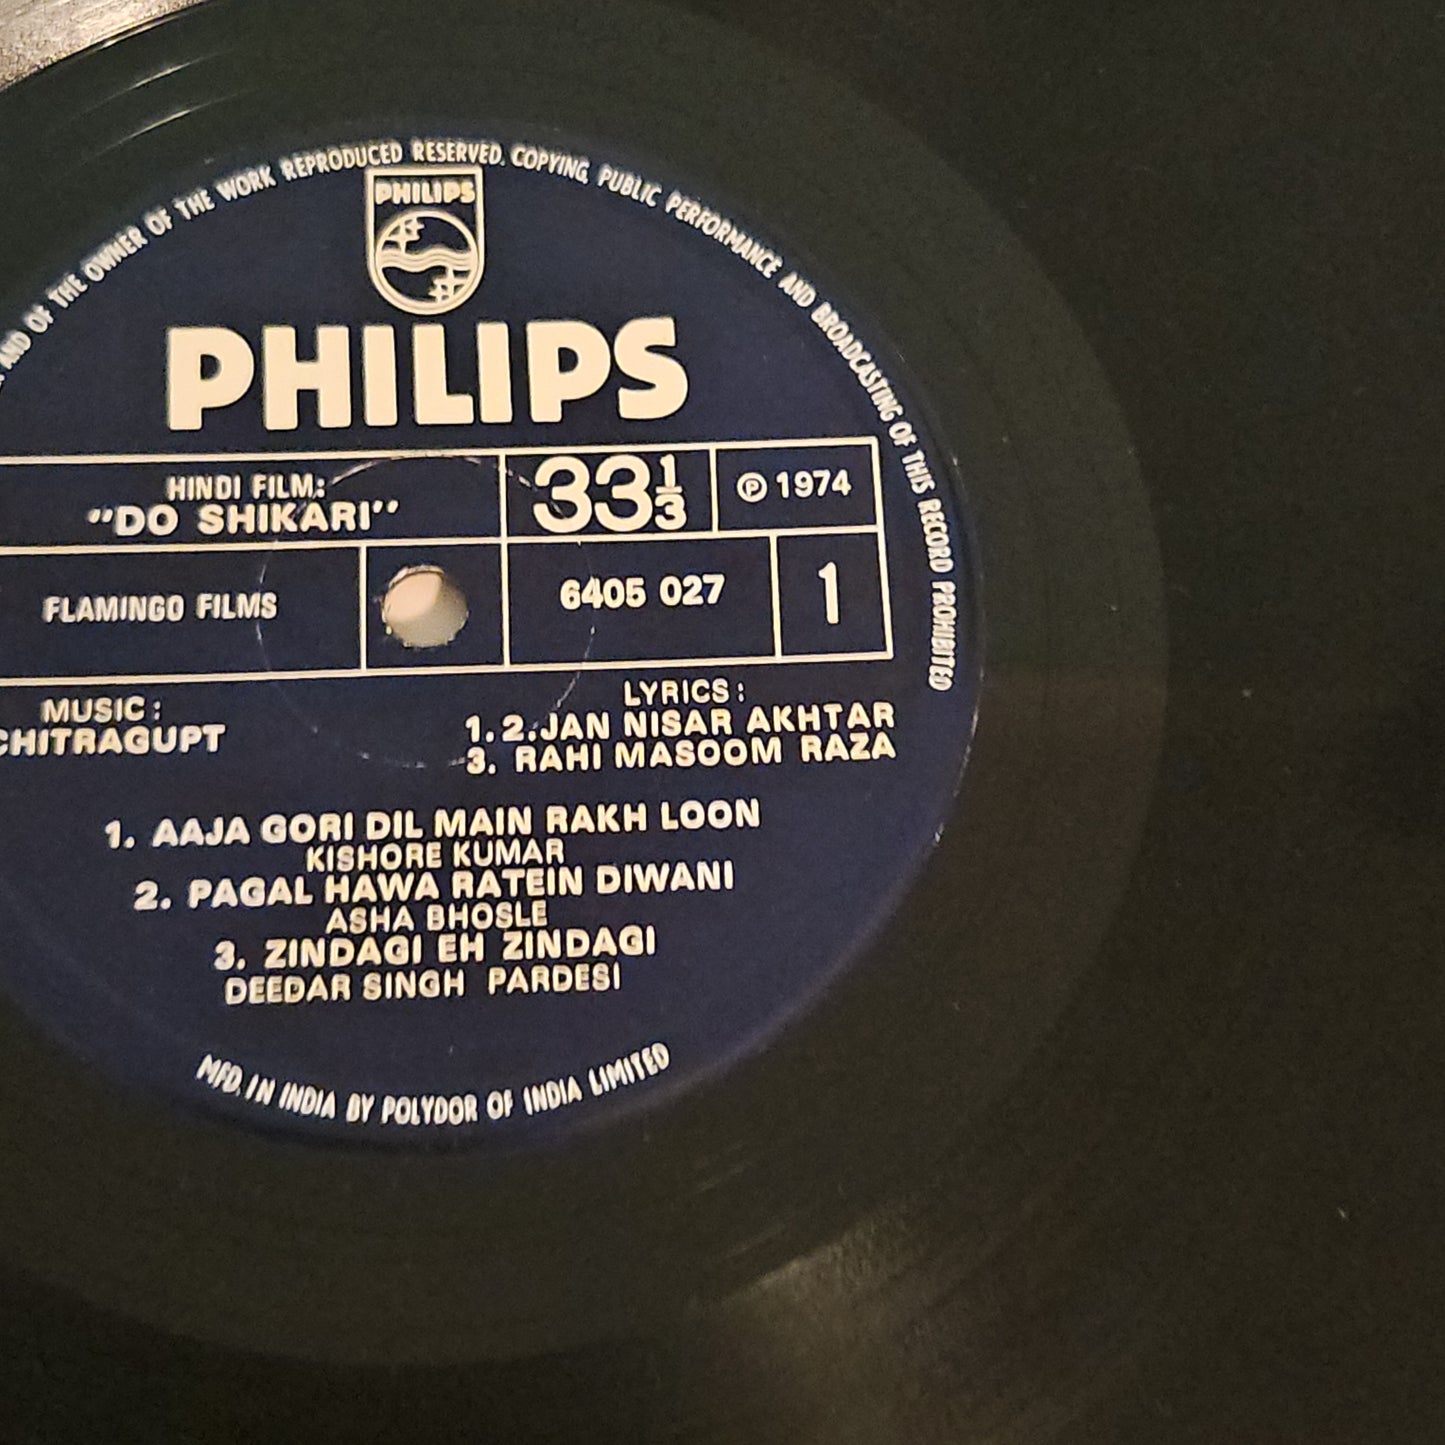 AND OF THE OWNER OF THE WORK REPRODUCED RESERVED. COPYING, PUBLIC PERFORMANCE AND BROADCASTING OF THIS RECORD PROHIBITED
PHILIPS
PHILIPS
HINDI FILM:
"DO SHIKARI"
33⅓
℗ 1974
FLAMINGO FILMS
6405 027
1
MUSIC:
CHITRAGUPT
LYRICS:
1.2.JAN NISAR AKHTAR
3. RAHI MASOOM RAZA
1. AAJA GORI DIL MAIN RAKH LOON
KISHORE KUMAR
2. PAGAL HAWA RATEIN DIWANI
ASHA BHOSLE
3. ZINDAGI EH ZINDAGI
DEEDAR SINGH PARDESI
MFD. IN INDIA BY POLYDOR OF INDIA LIMITED